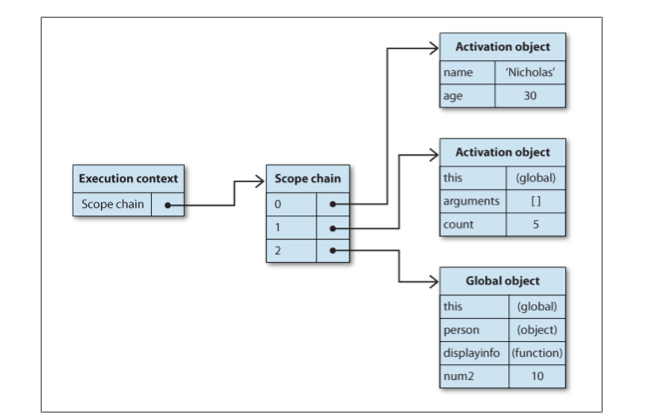 Activation object
name 'Nicholas'
age 30
Activation object
this (global)
arguments [ ]
count 5
Execution context
Scope chain
Scope chain
0
1
2
Global object
this (global)
person (object)
displayinfo (function)
num2 10